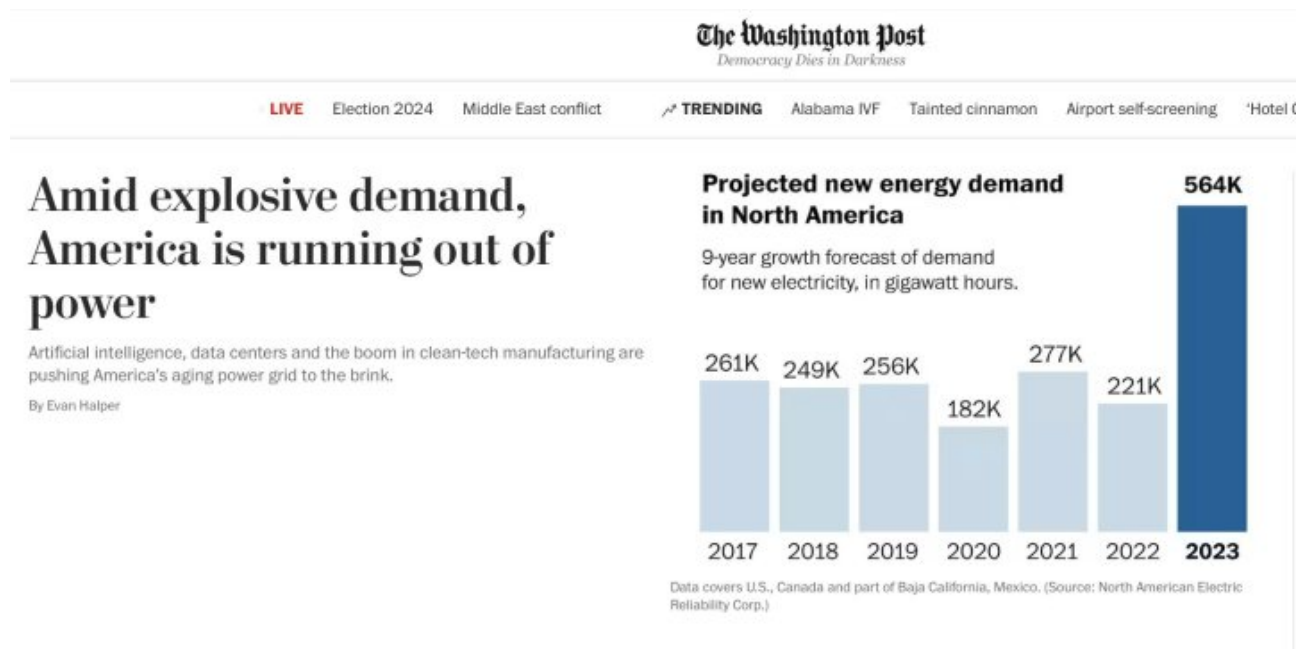 The Washington Post
Democracy Dies in Darkness
LIVE Election 2024 Middle East conflict TRENDING Alabama IVF Tainted cinnamon Airport self-screening 'Hotel
Amid explosive demand,
America is running out of
power
Artificial intelligence, data centers and the boom in clean-tech manufacturing are
pushing America's aging power grid to the brink.
By Evan Halper
Projected new energy demand
in North America
9-year growth forecast of demand
for new electricity, in gigawatt hours.
261K 249K 256K 182K 277K 221K 564K
2017 2018 2019 2020 2021 2022 2023
Data covers U.S., Canada and part of Baja California, Mexico. (Source: North American Electric
Reliability Corp.)